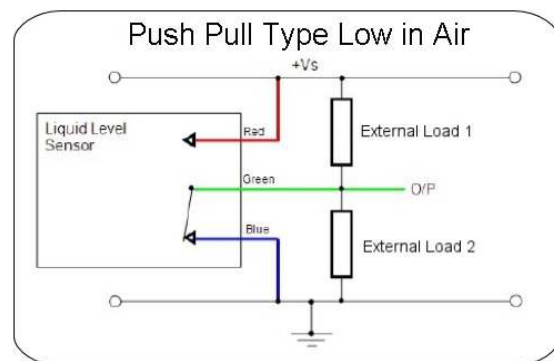 Push Pull Type Low in Air
+Vs
Liquid Level
Sensor
Red
External Load 1
Green
O/P
Blue
External Load 2